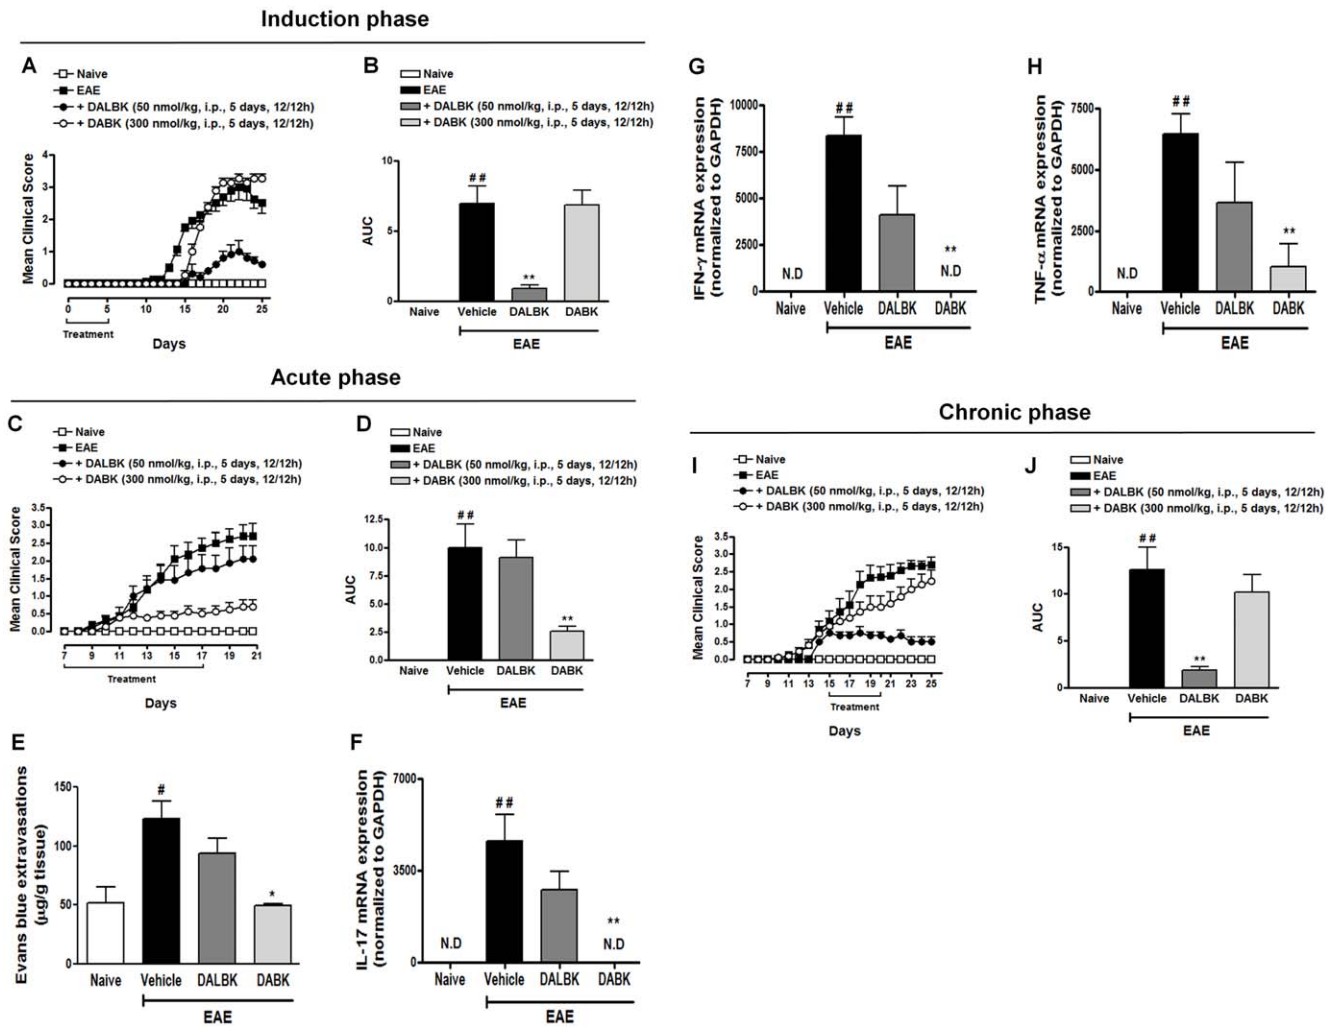 Induction phase
A
Naive
EAE
+ DALBK (50 nmol/kg, i.p., 5 days, 12/12h)
+ DABK (300 nmol/kg, i.p., 5 days, 12/12h)
Mean Clinical Score
4
3
2
1
0
0 5 10 15 20 25
Treatment
Days
B
Naive
EAE
+ DALBK (50 nmol/kg, i.p., 5 days, 12/12h)
+ DABK (300 nmol/kg, i.p., 5 days, 12/12h)
AUC
10
5
0
##
**
Naive Vehicle DALBK DABK
EAE
G
IFN-γ mRNA expression
(normalized to GAPDH)
10000
7500
5000
2500
0
##
**
N.D N.D
Naive Vehicle DALBK DABK
EAE
H
TNF-α mRNA expression
(normalized to GAPDH)
7500
5000
2500
0
##
**
N.D
Naive Vehicle DALBK DABK
EAE
Acute phase
C
Naive
EAE
+ DALBK (50 nmol/kg, i.p., 5 days, 12/12h)
+ DABK (300 nmol/kg, i.p., 5 days, 12/12h)
Mean Clinical Score
3.5
3.0
2.5
2.0
1.5
1.0
0.5
0.0
7 9 11 13 15 17 19 21
Treatment
Days
D
Naive
EAE
+ DALBK (50 nmol/kg, i.p., 5 days, 12/12h)
+ DABK (300 nmol/kg, i.p., 5 days, 12/12h)
AUC
12.5
10.0
7.5
5.0
2.5
0.0
##
**
Naive Vehicle DALBK DABK
EAE
Chronic phase
I
Naive
EAE
+ DALBK (50 nmol/kg, i.p., 5 days, 12/12h)
+ DABK (300 nmol/kg, i.p., 5 days, 12/12h)
Mean Clinical Score
3.5
3.0
2.5
2.0
1.5
1.0
0.5
0.0
7 9 11 13 15 17 19 21 23 25
Treatment
Days
J
Naive
EAE
+ DALBK (50 nmol/kg, i.p., 5 days, 12/12h)
+ DABK (300 nmol/kg, i.p., 5 days, 12/12h)
AUC
15
10
5
0
##
**
Naive Vehicle DALBK DABK
EAE
E
Evans blue extravasations
(µg/g tissue)
150
100
50
0
#
*
Naive Vehicle DALBK DABK
EAE
F
IL-17 mRNA expression
(normalized to GAPDH)
7000
3500
0
##
**
N.D N.D
Naive Vehicle DALBK DABK
EAE